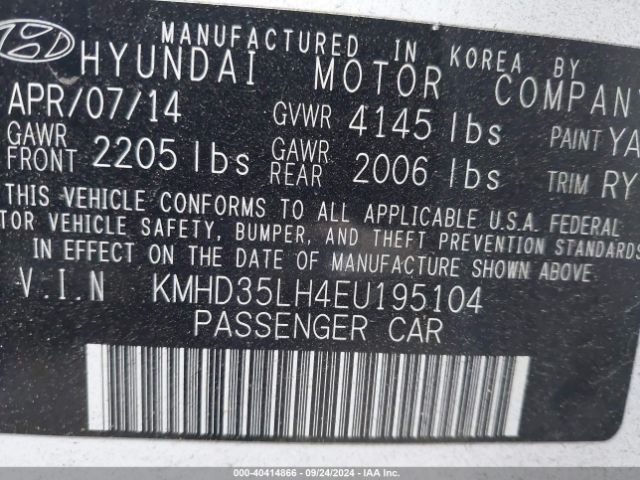 MANUFACTURED IN KOREA BY
HYUNDAI MOTOR COMPANY
APR/07/14 GVWR 4145 lbs PAINT YA
GAWR FRONT 2205 lbs GAWR REAR 2006 lbs TRIM RY
THIS VEHICLE CONFORMS TO ALL APPLICABLE U.S.A. FEDERAL
TOR VEHICLE SAFETY, BUMPER, AND THEFT PREVENTION STANDARDS
IN EFFECT ON THE DATE OF MANUFACTURE SHOWN ABOVE.
V.I.N KMHD35LH4EU195104
PASSENGER CAR
000-40414866 - 09/24/2024 - IAA Inc.